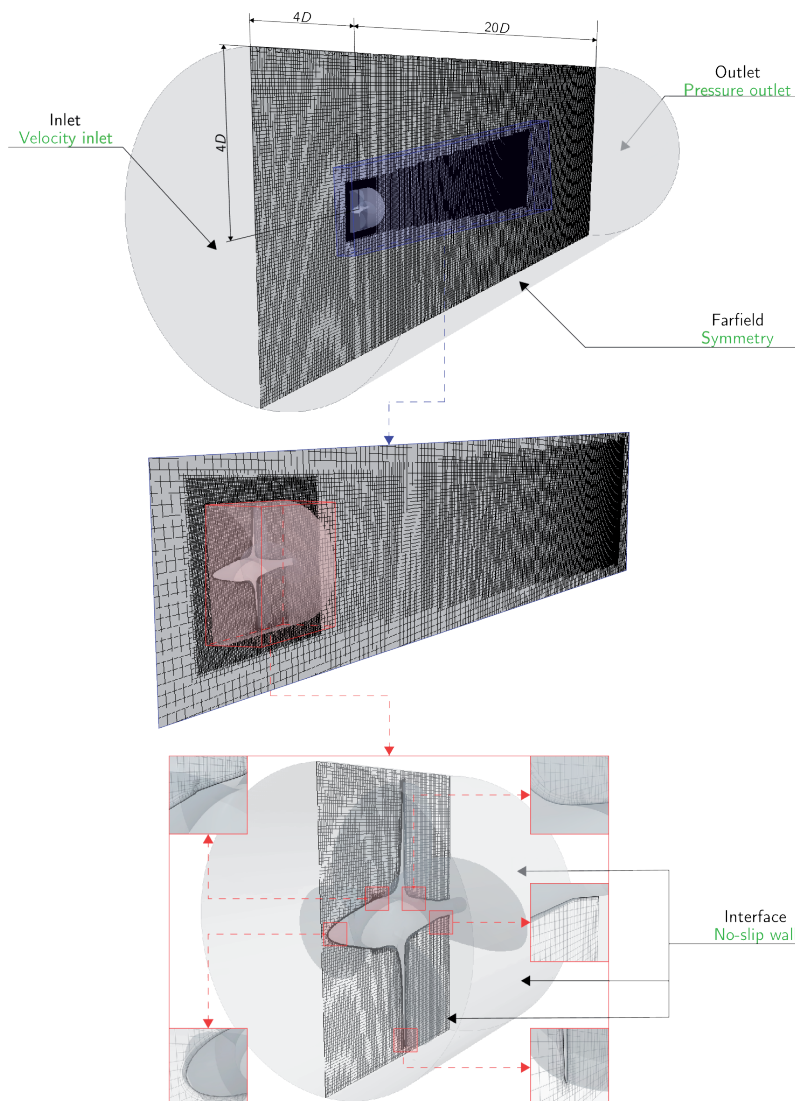 4D
20D
Outlet
Pressure outlet
Inlet
Velocity inlet
4D
Farfield
Symmetry
Interface
No-slip wal